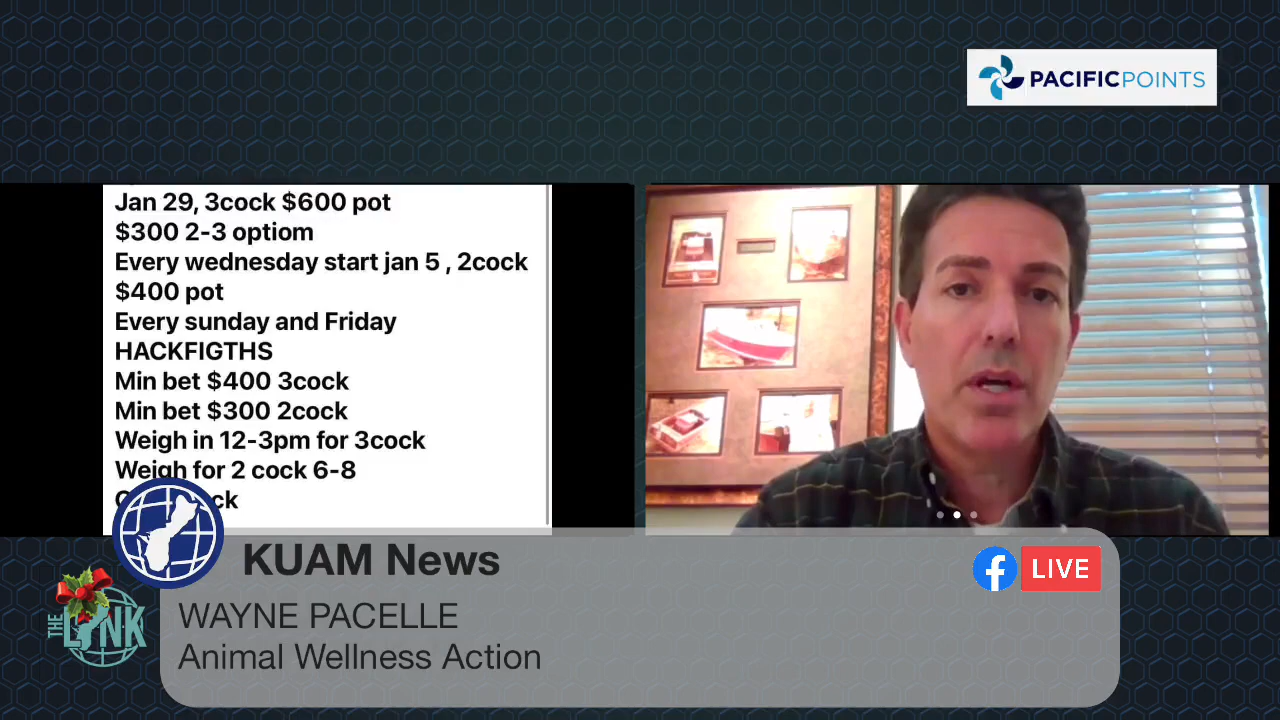 PACIFICPOINTS
Jan 29, 3cock $600 pot
$300 2-3 optiom
Every wednesday start jan 5 , 2cock
$400 pot
Every sunday and Friday
HACKFIGTHS
Min bet $400 3cock
Min bet $300 2cock
Weigh in 12-3pm for 3cock
Weigh for 2 cock 6-8
KUAM News
LIVE
WAYNE PACELLE
Animal Wellness Action
THE
LYNK